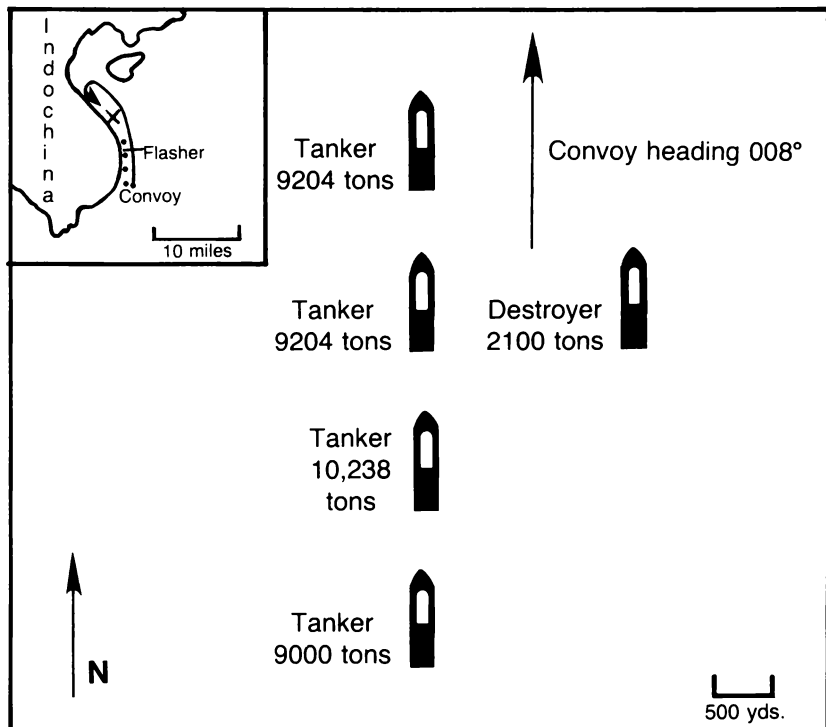 Indochina
Flasher
Convoy
10 miles
Tanker
9204 tons
Convoy heading 008°
Tanker
9204 tons
Destroyer
2100 tons
Tanker
10,238
tons
Tanker
9000 tons
N
500 yds.